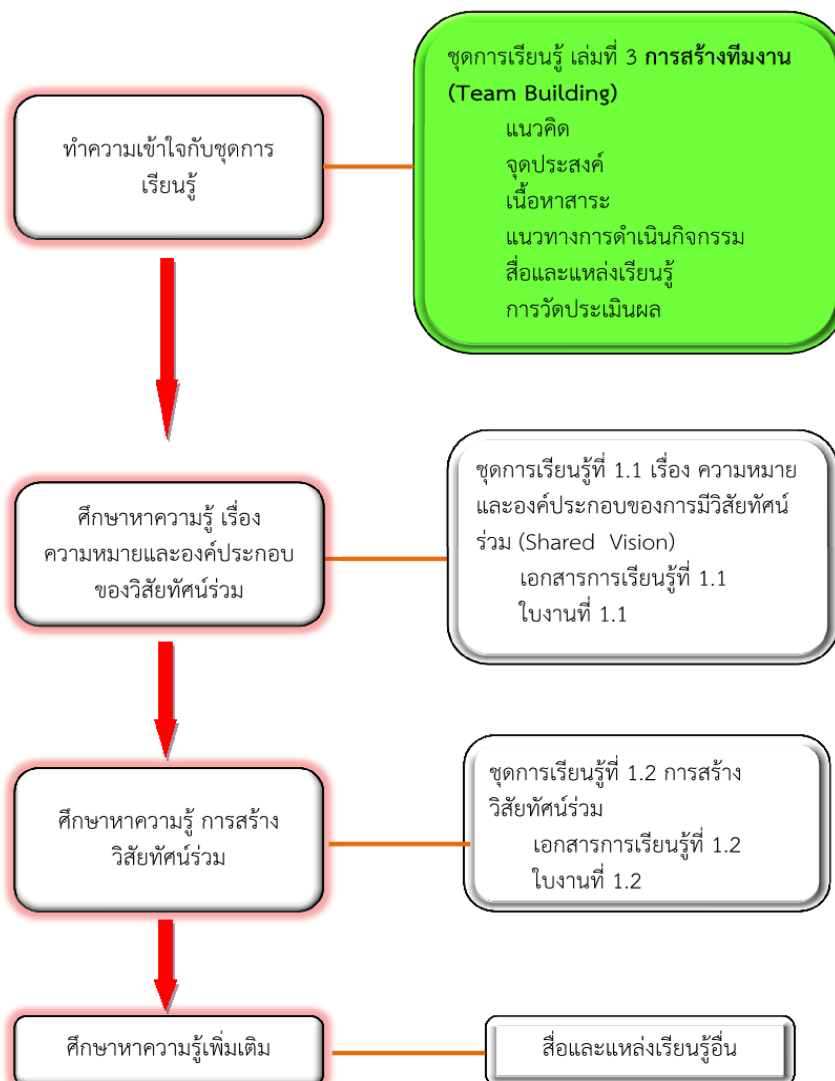 ชุดการเรียนรู้ เล่มที่ 3 การสร้างทีมงาน
(Team Building)
แนวคิด
จุดประสงค์
เนื้อหาสาระ
แนวทางการดำเนินกิจกรรม
สื่อและแหล่งเรียนรู้
การวัดประเมินผล
ทำความเข้าใจกับชุดการ
เรียนรู้
ชุดการเรียนรู้ที่ 1.1 เรื่อง ความหมาย
และองค์ประกอบของการมีวิสัยทัศน์
ร่วม (Shared Vision)
เอกสารการเรียนรู้ที่ 1.1
ใบงานที่ 1.1
ศึกษาหาความรู้ เรื่อง
ความหมายและองค์ประกอบ
ของวิสัยทัศน์ร่วม
ชุดการเรียนรู้ที่ 1.2 การสร้าง
วิสัยทัศน์ร่วม
เอกสารการเรียนรู้ที่ 1.2
ใบงานที่ 1.2
ศึกษาหาความรู้ การสร้าง
วิสัยทัศน์ร่วม
ศึกษาหาความรู้เพิ่มเติม
สื่อและแหล่งเรียนรู้อื่น